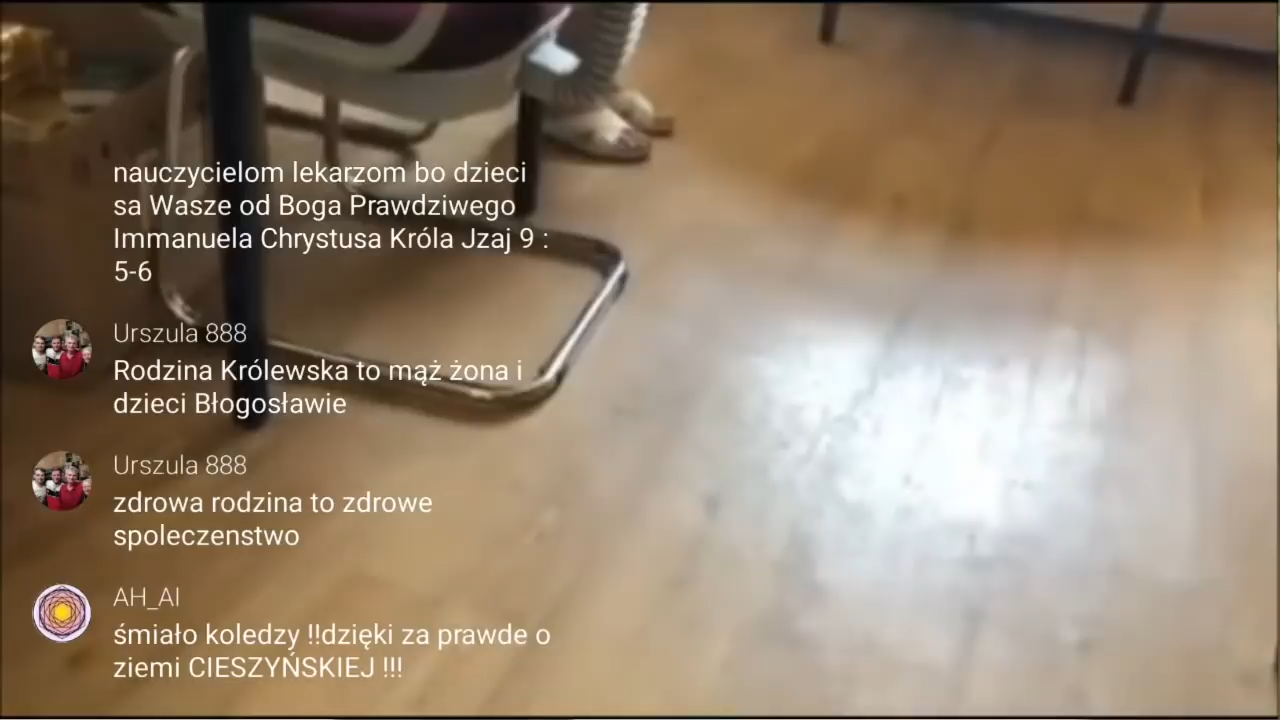 nauczycielom lekarzom bo dzieci
sa Wasze od Boga Prawdziwego
Immanuela Chrystusa Króla Jzaj 9 :
5-6
Urszula 888
Rodzina Królewska to mąż żona i
dzieci Błogosławie
Urszula 888
zdrowa rodzina to zdrowe
spoleczenstwo
AH_AI
śmiało koledzy !!dzięki za prawde o
ziemi CIESZYŃSKIEJ !!!